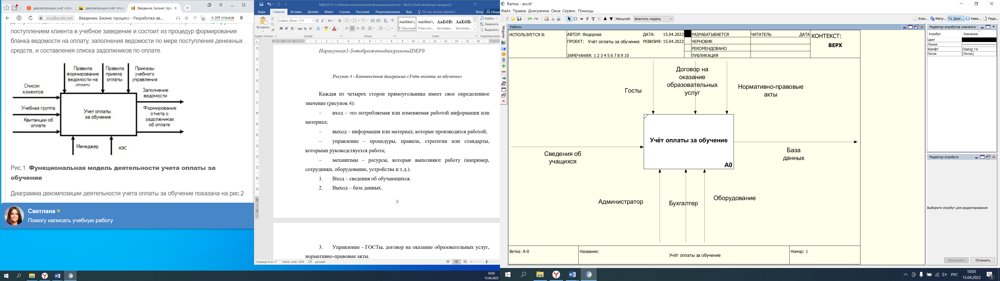 3
декомпазиция учёт оплат
декомпазиция учёт оплат
Введение, Бизнес проц
studbooks.net
Введение, Бизнес процесс - Разработка ав...
★ 269 отзывов
поступлением клиента в учебное заведение и состоит из процедур формирования
бланка ведомости на оплату, заполнения ведомости по мере поступления денежных
средств, и составления списка задолжников по оплате.
Правила
формирование
ведомости на
оплату
Правила
приема
оплаты
Приказы
учебного
управления
Список
клиентов
Учебная группа
Квитанции об
оплате
Учет оплаты
за обучение
Заполнение
ведомости
Формирование
отчета о
задолжниках
об оплате
Менеджер
АЭС
Рис.1. Функциональная модель деятельности учета оплаты за
обучение
Диаграмма декомпозиции деятельности учета оплаты за обучение показана на рис.2
Светлана
Помогу написать учебную работу
10:05
15.04.2022
МДК.05.01 тз [Режим ограниченной функциональности] - Word (Сбой активации продукта)
Файл Главная Вставка Дизайн Макет Ссылки Рассылки Рецензирование Вид Что вы хотите сделать? Вход Общий
Вставить
Calibri (Оснс 11
Ж К Ч abc x₂ x²
АаБбВвГг, АаБбВвГг, АаБбВ АаБбВ
¶ Обычный ¶ Без инт... Заголово... Заголово...
Найти
Заменить
Выделить
Буфер обмена Шрифт Абзац Стили Редактирование
Нарисунках1-5отображеныдиаграммыIDEF0.
Рисунок 4 - Контекстная диаграмма «Учёт оплаты за обучение»
Каждая из четырех сторон прямоугольника имеет свое определенное
значение (рисунок 4):
– вход – это потребляемая или изменяемая работой информация или
материал;
– выход – информация или материал, которые производятся работой;
– управление – процедуры, правила, стратегии или стандарты,
которыми руководствуется работа;
– механизмы – ресурсы, которые выполняют работу (например,
сотрудники, оборудование, устройства и т.д.).
1. Вход – сведения об обучающихся.
2. Выход – база данных.
9
3. Управление - ГОСТы, договор на оказание образовательных услуг,
нормативно-правовые акты.
Страница 9 из 17 Число слов: 1979 русский
Ramus - ao.rsf
Файл Правка Диаграмма Окна Сервис Помощь
Масштаб: Вместить модель
Клас... Матр... Диаг... Нави... Реда...
Модели
Работы
ИСПОЛЬЗУЕТСЯ В:
АВТОР: Федорова ДАТА: 15.04.2022
ПРОЕКТ: Учёт оплаты за обучение РЕВИЗИЯ: 15.04.2022
ЗАМЕЧАНИЯ: 1 2 3 4 5 6 7 8 9 10
РАЗРАБАТЫВАЕТСЯ
ЧЕРНОВИК
РЕКОМЕНДОВАНО
ПУБЛИКАЦИЯ
ЧИТАТЕЛЬ ДАТА
КОНТЕКСТ:
ВЕРХ
Госты
Договор на
оказание
образовательных
услуг
Нормативно-правовые
акты
Сведения об
учащихся
Учёт оплаты за обучение
A0
База
данных
Администратор
Бухгалтер
Оборудование
Ветка: A-0
Название:
Учёт оплаты за обучение
Номер: 1
Редактор атрибутов элемента
Атрибут Значение
Цвет
Линия
Шрифт Dialog 14
Поток [Поток]
Редактор атрибута
Выберите атрибут для редактирования
Применить Отменить
РУС
10:05
15.04.2022
1